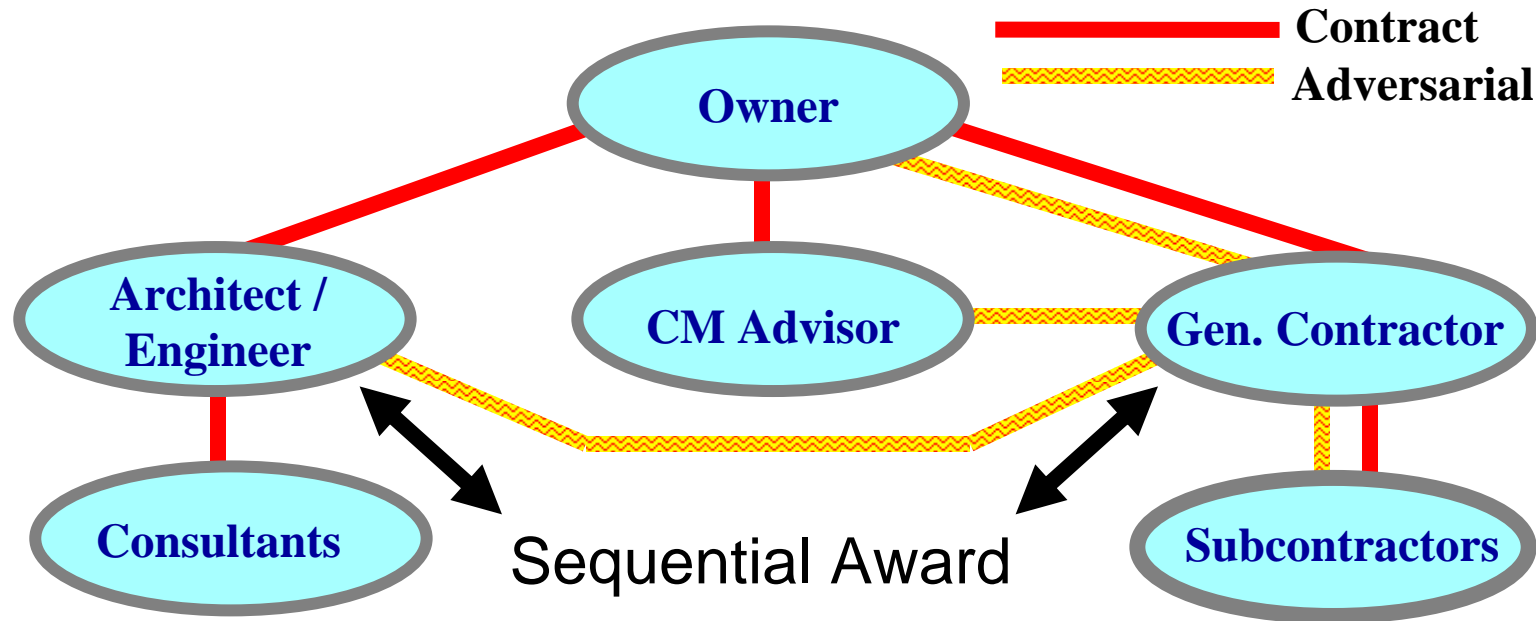 Contract
Adversarial
Owner
Architect /
Engineer
CM Advisor
Gen. Contractor
Consultants
Sequential Award
Subcontractors